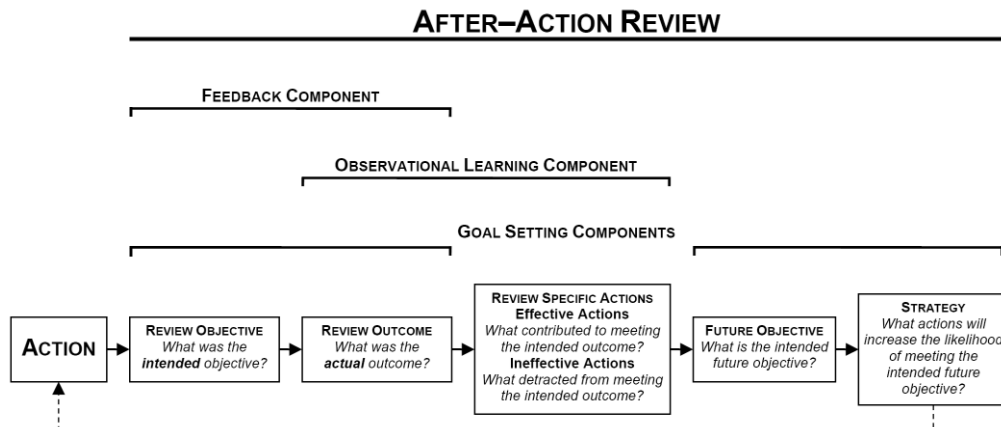 AFTER–ACTION REVIEW
FEEDBACK COMPONENT
OBSERVATIONAL LEARNING COMPONENT
GOAL SETTING COMPONENTS
ACTION
REVIEW OBJECTIVE
What was the
intended objective?
REVIEW OUTCOME
What was the
actual outcome?
REVIEW SPECIFIC ACTIONS
Effective Actions
What contributed to meeting
the intended outcome?
Ineffective Actions
What detracted from meeting
the intended outcome?
FUTURE OBJECTIVE
What is the intended
future objective?
STRATEGY
What actions will
increase the likelihood
of meeting the
intended future
objective?